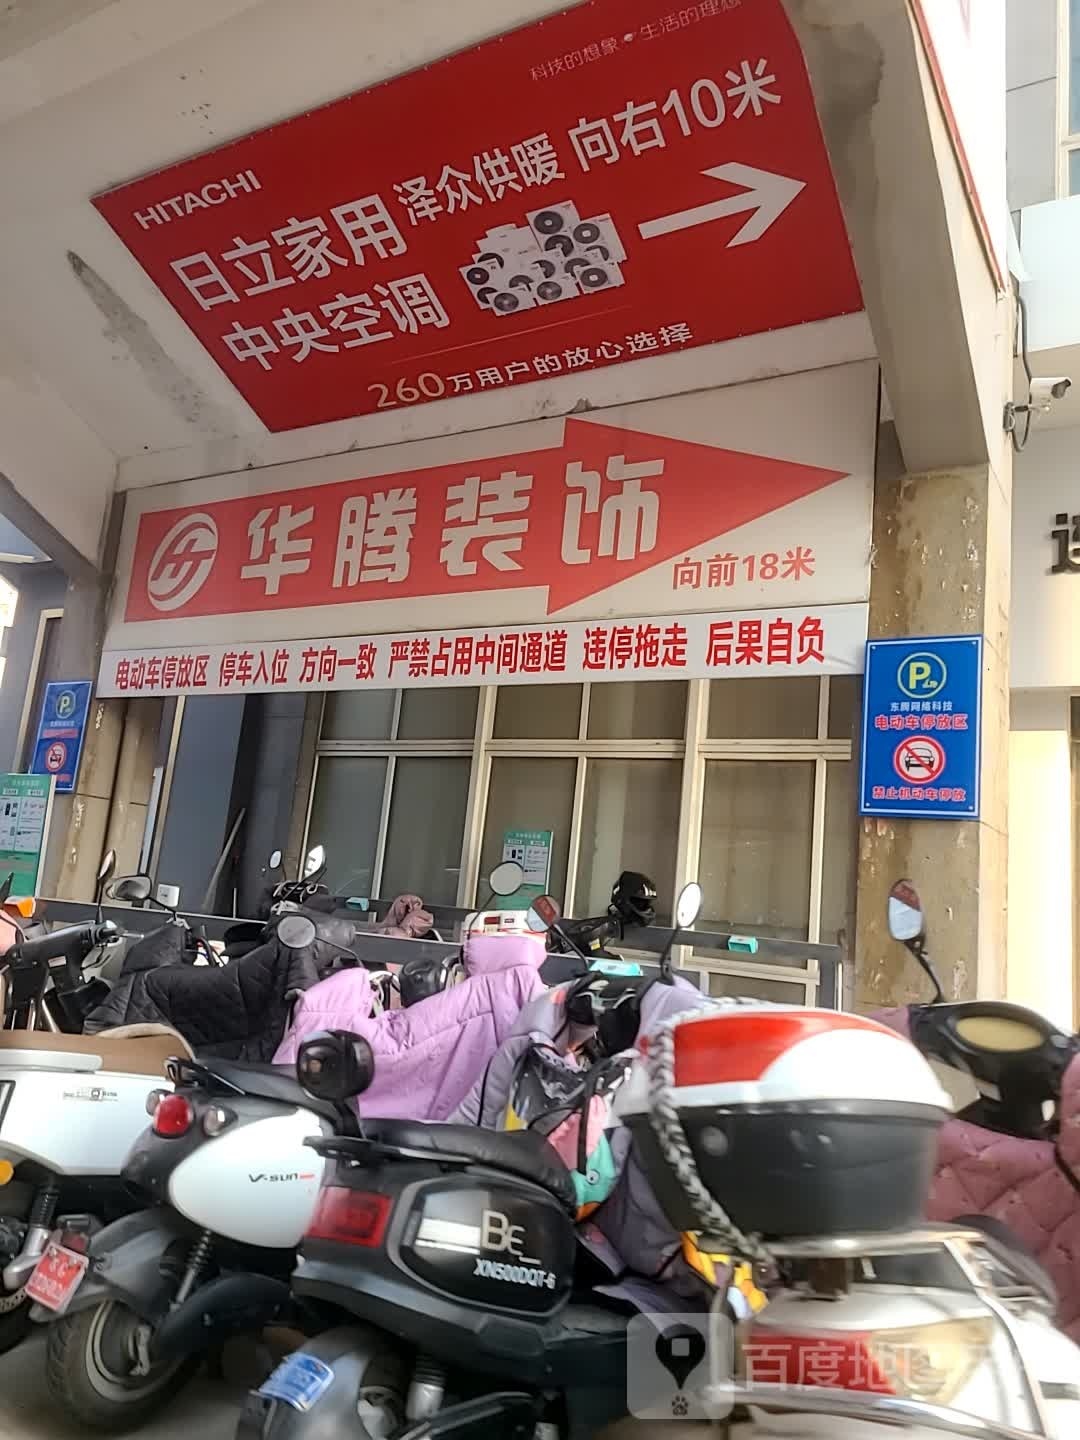 科技的想象·生活的理想
HITACHI
日立家用
中央空调
泽众供暖 向右10米
260万用户的放心选择
华腾装饰
向前18米
电动车停放区 停车入位 方向一致 严禁占用中间通道 违停拖走 后果自负
P
东腾网络科技
电动车停放区
禁止机动车停放
P
V-SUN
BE
XN500DQT-6
百度地图